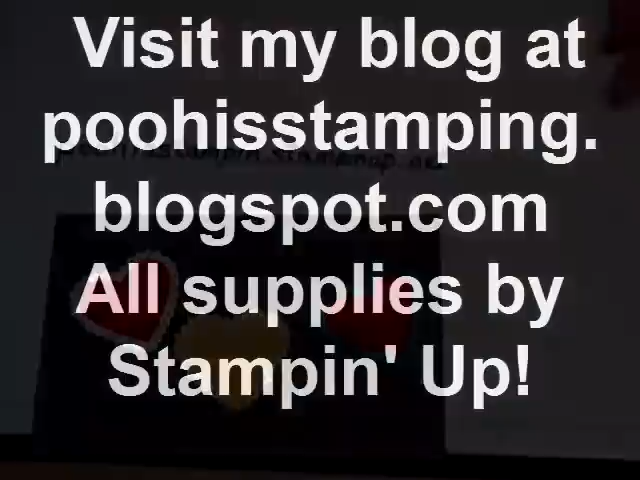 Visit my blog at
poohisstamping.
blogspot.com
All supplies by
Stampin' Up!